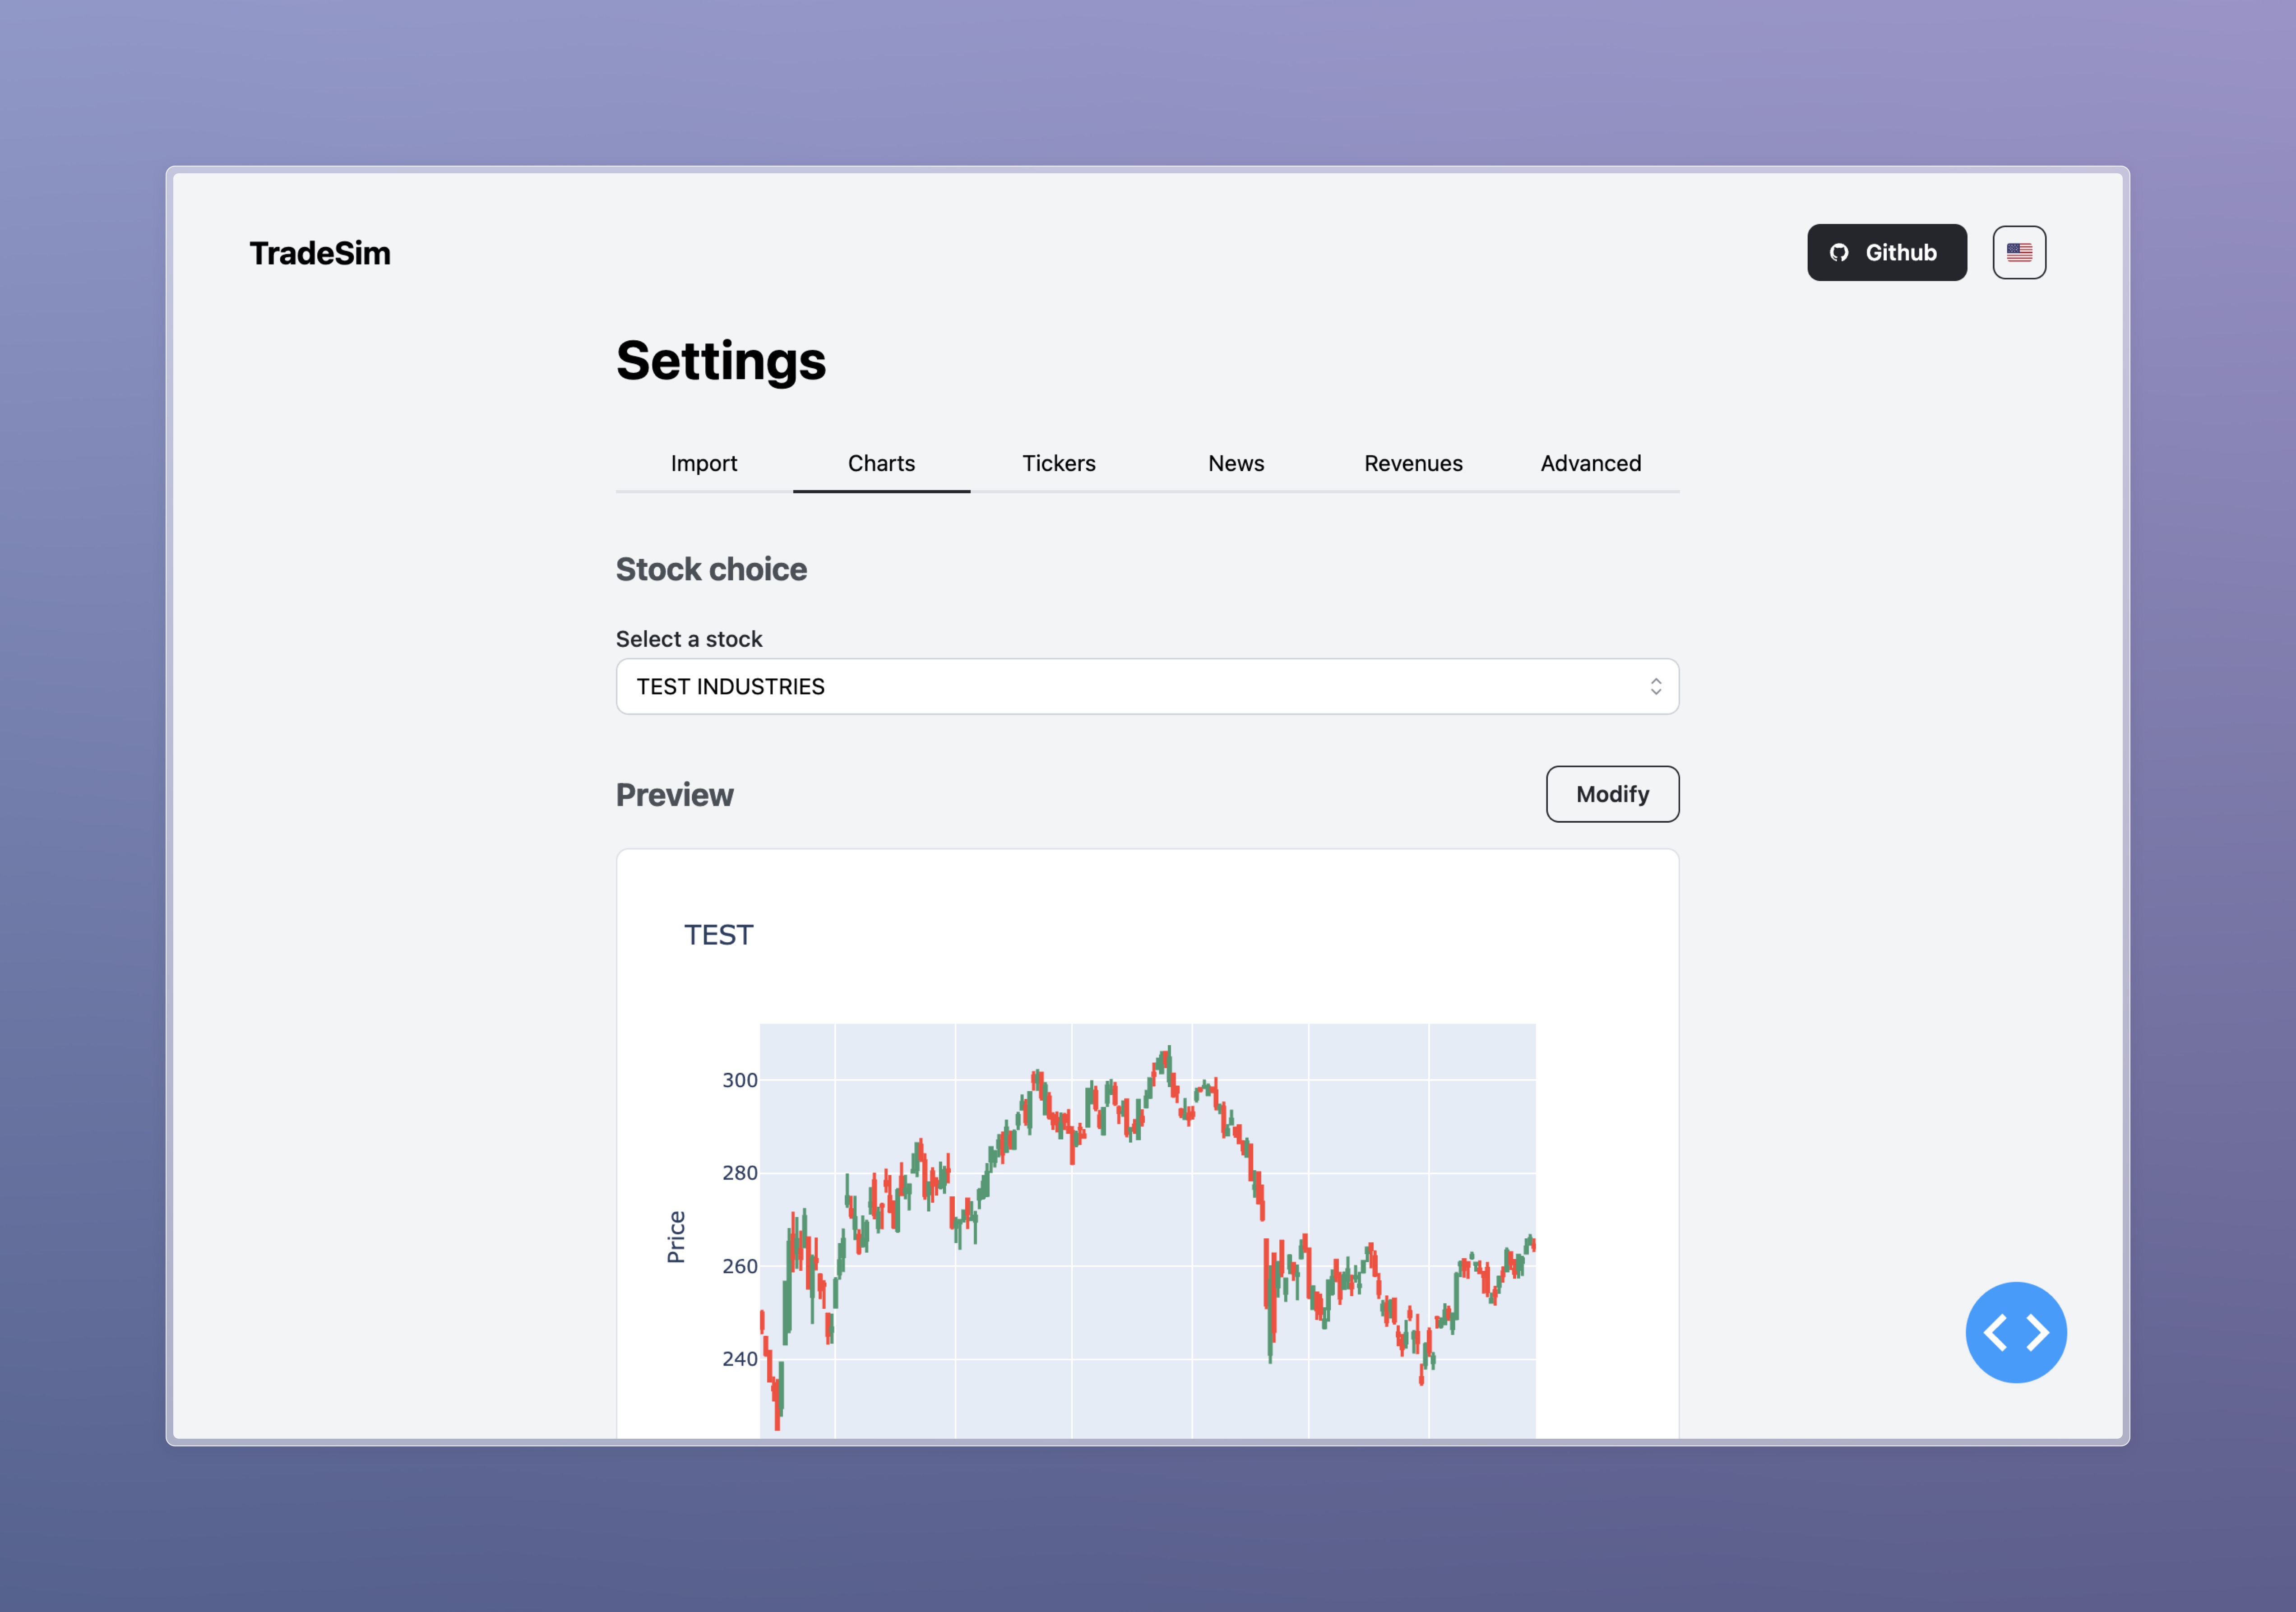 TradeSim
Github
Settings
Import Charts Tickers News Revenues Advanced
Stock choice
Select a stock
TEST INDUSTRIES
Preview
Modify
TEST
300
280
Price
260
240